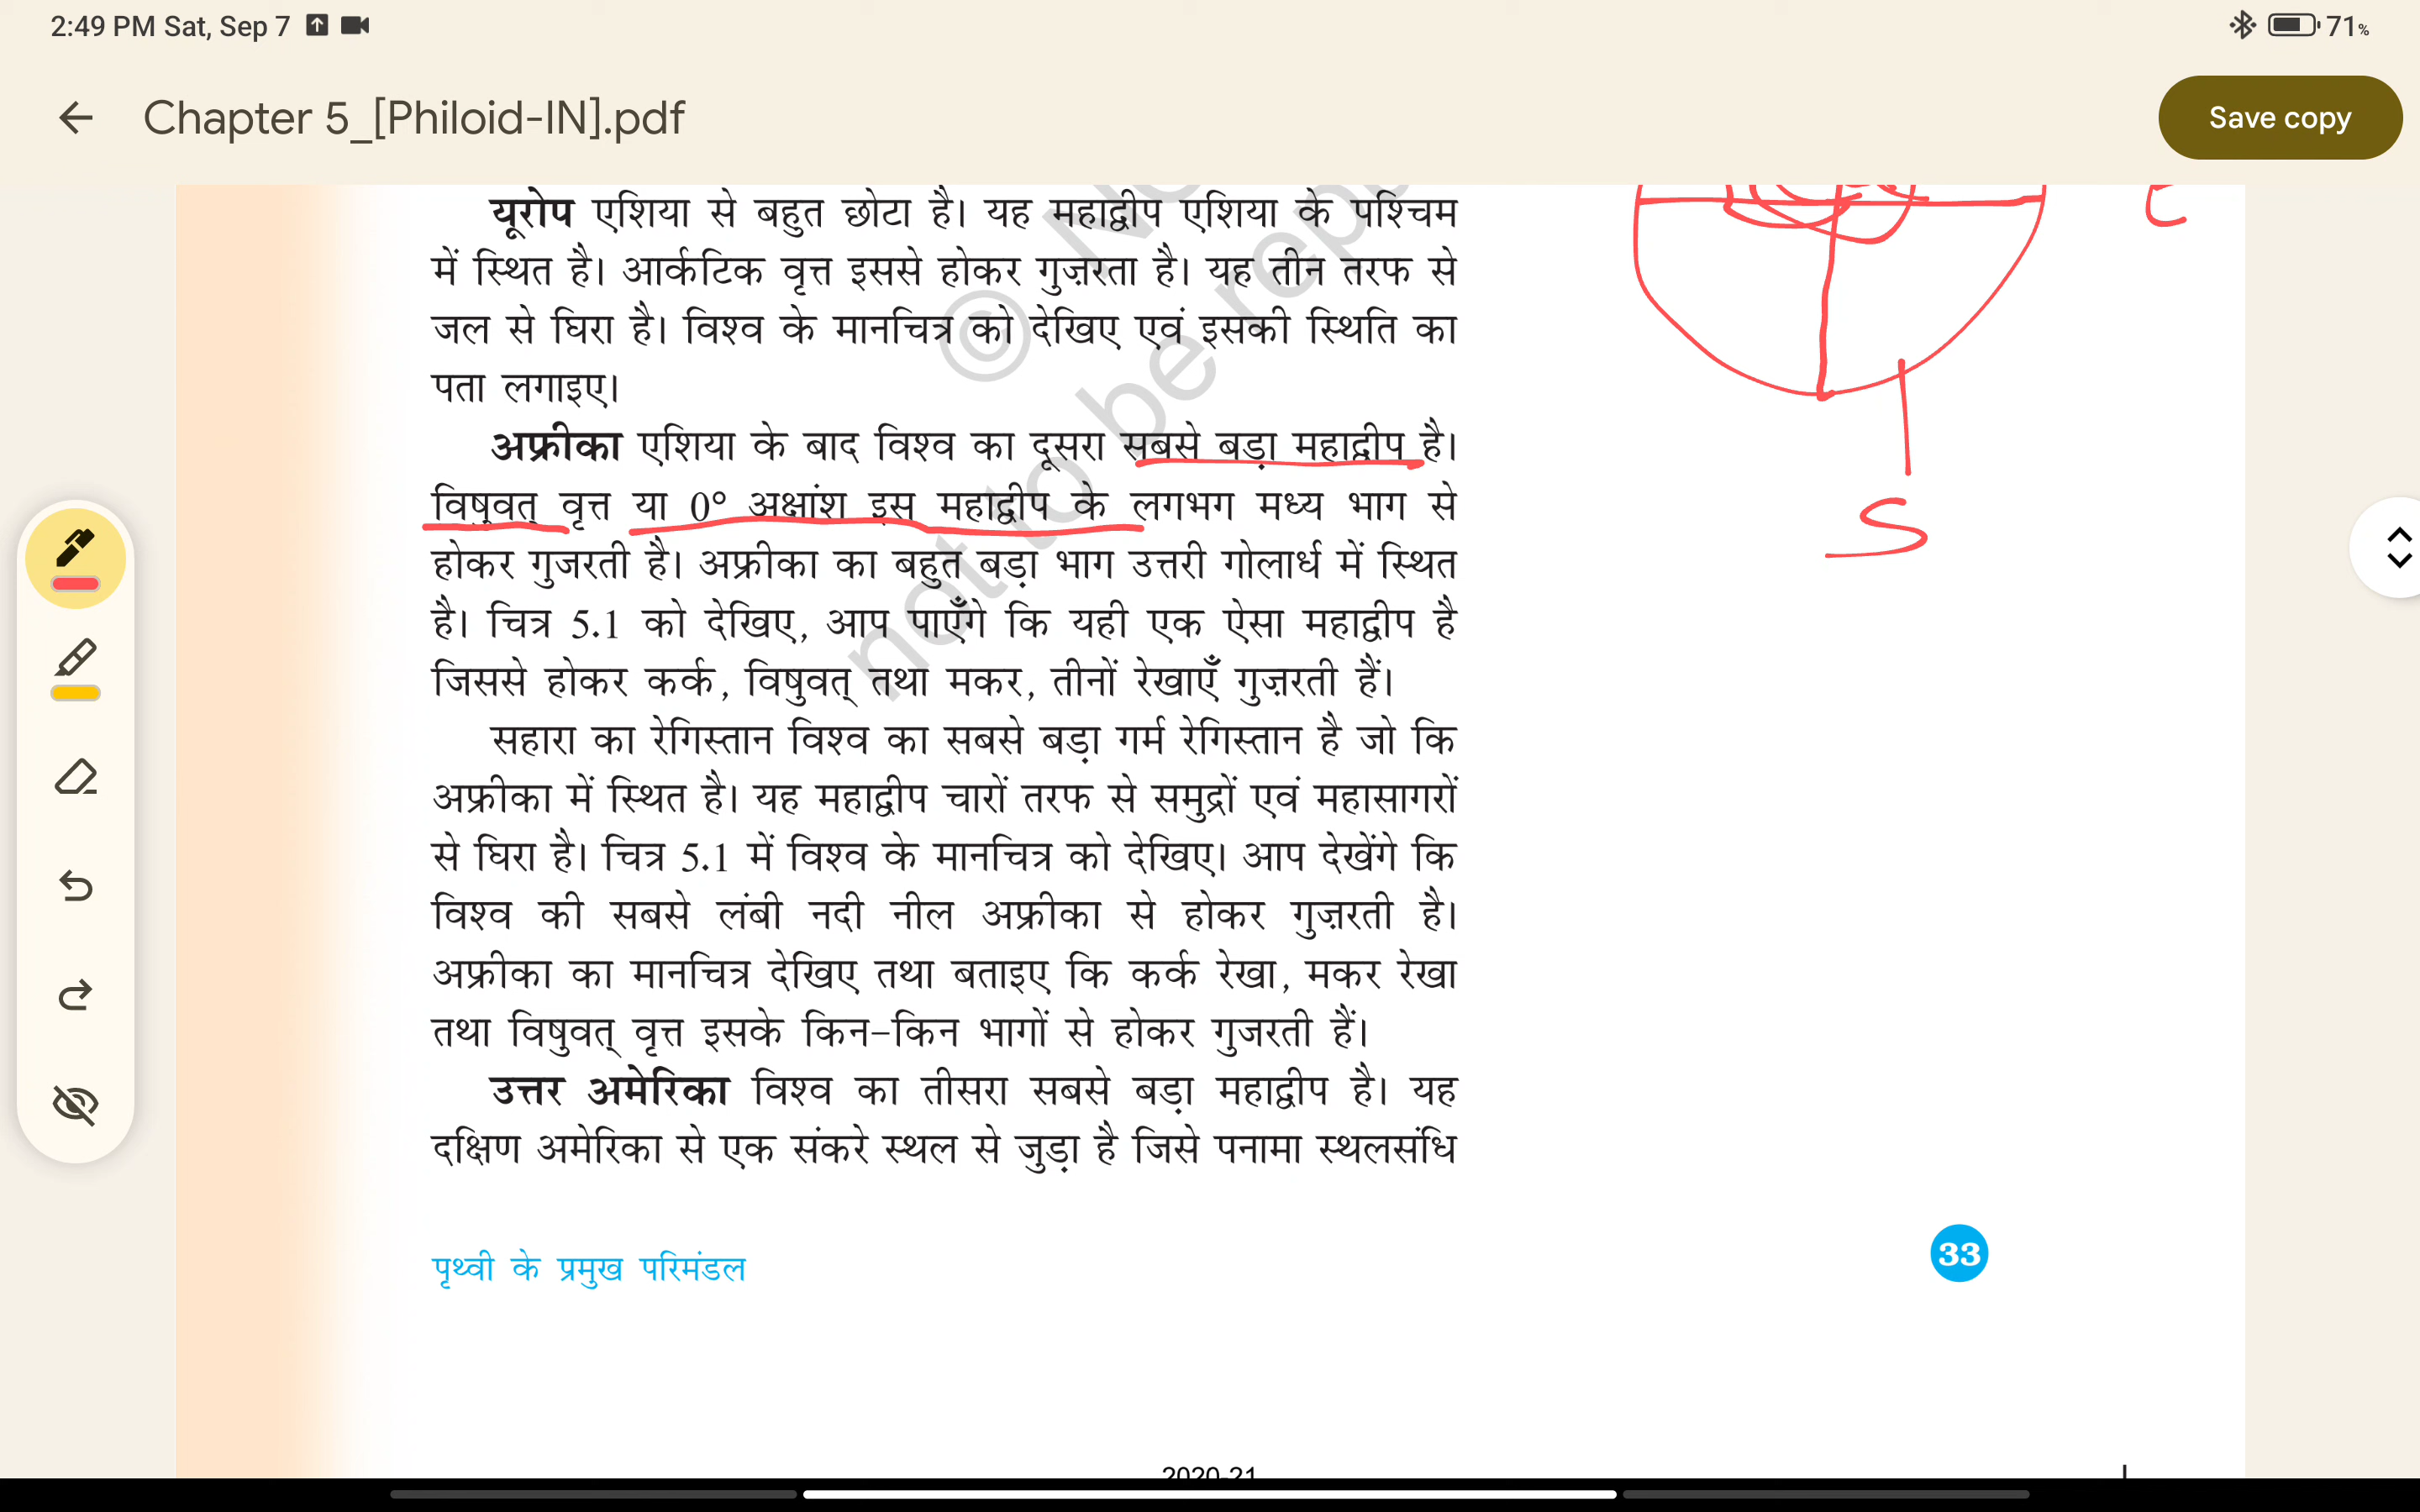 2:49 PM Sat, Sep 7
71%
Chapter 5_[Philoid-IN].pdf
Save copy
यूरोप एशिया से बहुत छोटा है। यह महाद्वीप एशिया के पश्चिम
में स्थित है। आर्कटिक वृत्त इससे होकर गुज़रता है। यह तीन तरफ से
जल से घिरा है। विश्व के मानचित्र को देखिए एवं इसकी स्थिति का
पता लगाइए।
अफ्रीका एशिया के बाद विश्व का दूसरा सबसे बड़ा महाद्वीप है।
विषुवत् वृत्त या 0° अक्षांश इस महाद्वीप के लगभग मध्य भाग से
होकर गुजरती है। अफ्रीका का बहुत बड़ा भाग उत्तरी गोलार्ध में स्थित
है। चित्र 5.1 को देखिए, आप पाएँगे कि यही एक ऐसा महाद्वीप है
जिससे होकर कर्क, विषुवत् तथा मकर, तीनों रेखाएँ गुज़रती हैं।
सहारा का रेगिस्तान विश्व का सबसे बड़ा गर्म रेगिस्तान है जो कि
अफ्रीका में स्थित है। यह महाद्वीप चारों तरफ से समुद्रों एवं महासागरों
से घिरा है। चित्र 5.1 में विश्व के मानचित्र को देखिए। आप देखेंगे कि
विश्व की सबसे लंबी नदी नील अफ्रीका से होकर गुज़रती है।
अफ्रीका का मानचित्र देखिए तथा बताइए कि कर्क रेखा, मकर रेखा
तथा विषुवत् वृत्त इसके किन-किन भागों से होकर गुजरती हैं।
उत्तर अमेरिका विश्व का तीसरा सबसे बड़ा महाद्वीप है। यह
दक्षिण अमेरिका से एक संकरे स्थल से जुड़ा है जिसे पनामा स्थलसंधि
©
not to be
S
पृथ्वी के प्रमुख परिमंडल
33
2020-21